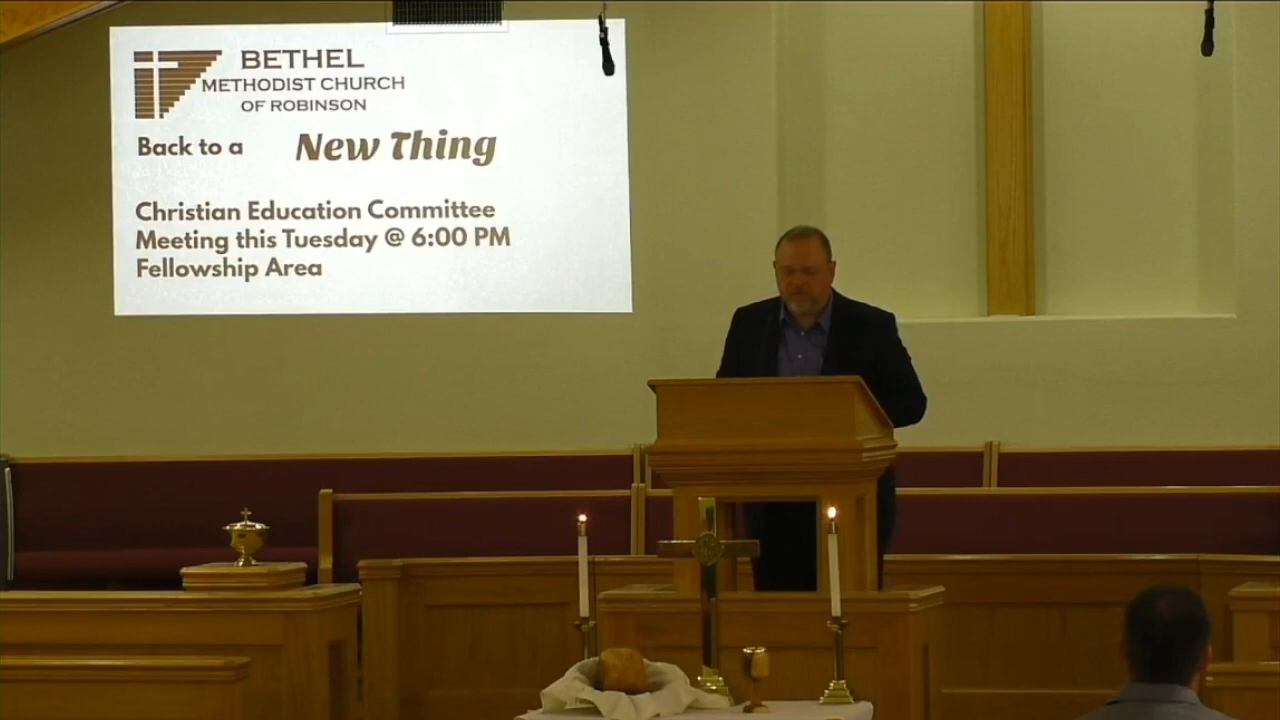 BETHEL
METHODIST CHURCH
OF ROBINSON
Back to a New Thing
Christian Education Committee
Meeting this Tuesday @ 6:00 PM
Fellowship Area